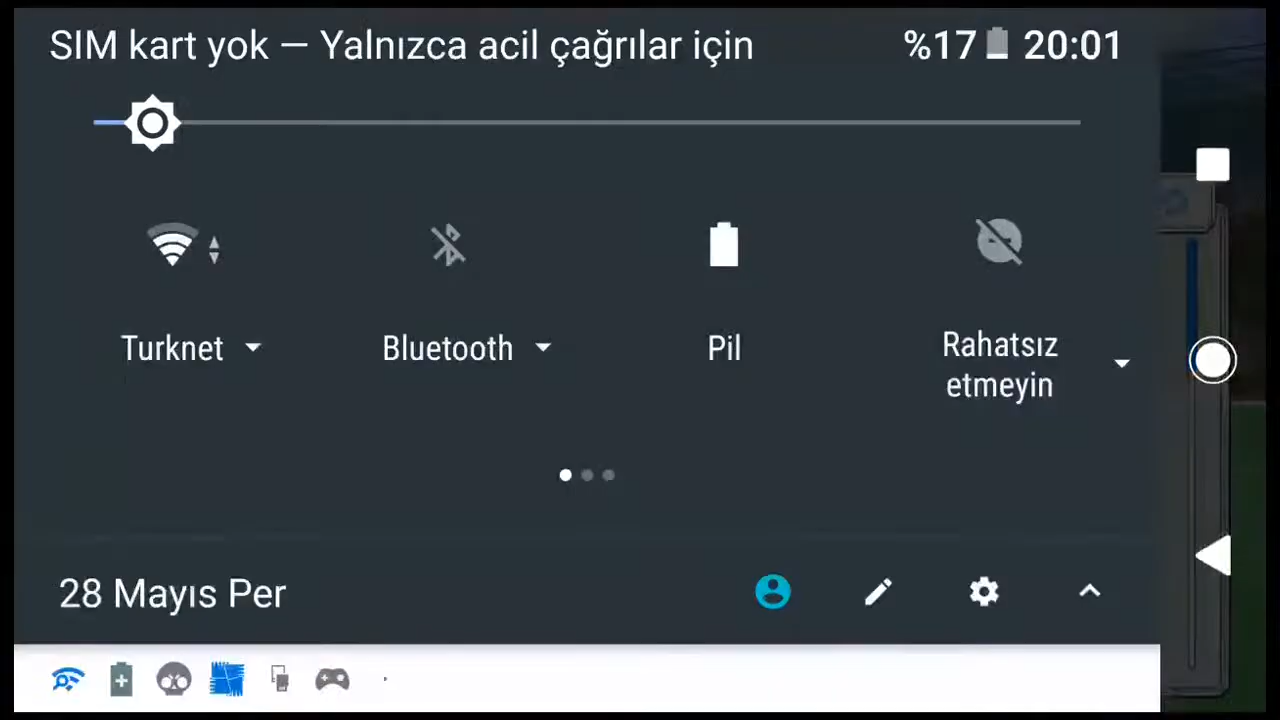 SIM kart yok — Yalnızca acil çağrılar için %17 20:01
Turknet Bluetooth Pil Rahatsız etmeyin
28 Mayıs Per